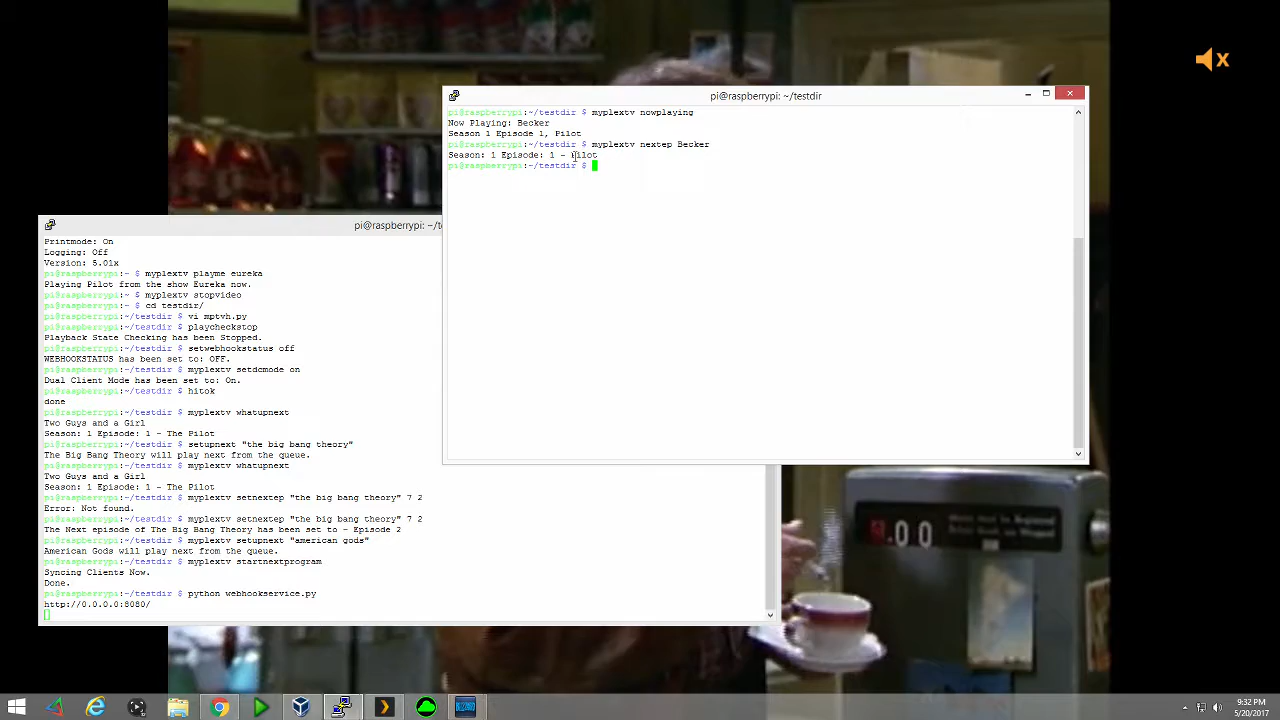 pi@raspberrypi: ~/testdir
pi@raspberrypi:~/testdir $ myplextv nowplaying
Now Playing: Becker
Season 1 Episode 1, Pilot
pi@raspberrypi:~/testdir $ myplextv nextep Becker
Season: 1 Episode: 1 - Pilot
pi@raspberrypi:~/testdir $
pi@raspberrypi: ~/te
Printmode: On
Logging: Off
Version: 5.01x
pi@raspberrypi:~ $ myplextv playme eureka
Playing Pilot from the show Eureka now.
pi@raspberrypi:~ $ myplextv stopvideo
pi@raspberrypi:~ $ cd testdir/
pi@raspberrypi:~/testdir $ vi mptvh.py
pi@raspberrypi:~/testdir $ playcheckstop
Playback State Checking has been Stopped.
pi@raspberrypi:~/testdir $ setwebhookstatus off
WEBHOOKSTATUS has been set to: OFF.
pi@raspberrypi:~/testdir $ myplextv setdcmode on
Dual Client Mode has been set to: On.
pi@raspberrypi:~/testdir $ hitok
done
pi@raspberrypi:~/testdir $ myplextv whatupnext
Two Guys and a Girl
Season: 1 Episode: 1 - The Pilot
pi@raspberrypi:~/testdir $ setupnext "the big bang theory"
The Big Bang Theory will play next from the queue.
pi@raspberrypi:~/testdir $ myplextv whatupnext
Two Guys and a Girl
Season: 1 Episode: 1 - The Pilot
pi@raspberrypi:~/testdir $ myplextv setnextep "the big bang theory" 7 2
Error: Not found.
pi@raspberrypi:~/testdir $ myplextv setnextep "the big bang theory" 7 2
The Next episode of The Big Bang Theory has been set to - Episode 2
pi@raspberrypi:~/testdir $ myplextv setupnext "american gods"
American Gods will play next from the queue.
pi@raspberrypi:~/testdir $ myplextv startnextprogram
Syncing Clients Now.
Done.
pi@raspberrypi:~/testdir $ python webhookservice.py
http://0.0.0.0:8080/
.00
9:32 PM
5/20/2017